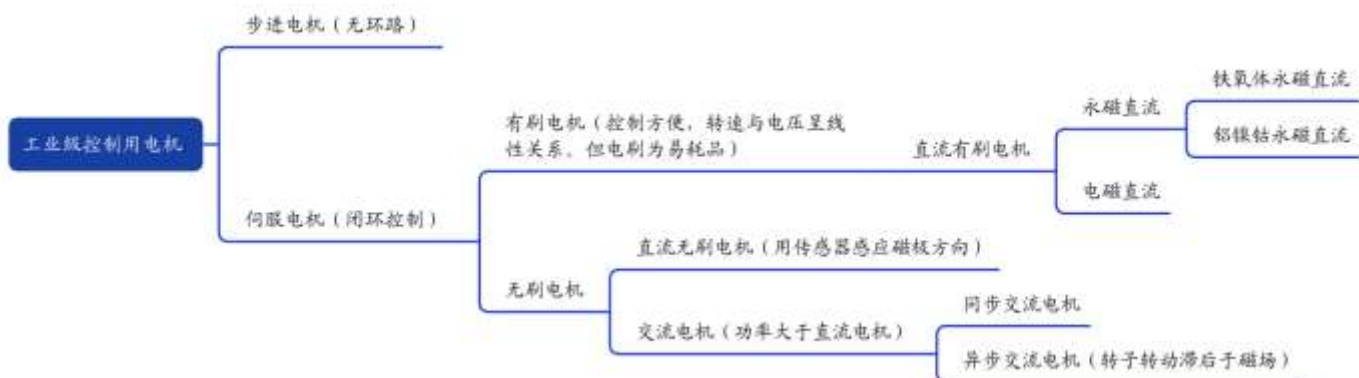 步进电机（无环路）
工业级控制用电机
伺服电机（闭环控制）
有刷电机（控制方便，转速与电压呈线
性关系，但电刷为易耗品）
直流有刷电机
永磁直流
铁氧体永磁直流
铝镍钴永磁直流
电磁直流
无刷电机
直流无刷电机（用传感器感应磁极方向）
交流电机（功率大于直流电机）
同步交流电机
异步交流电机（转子转动滞后于磁场）